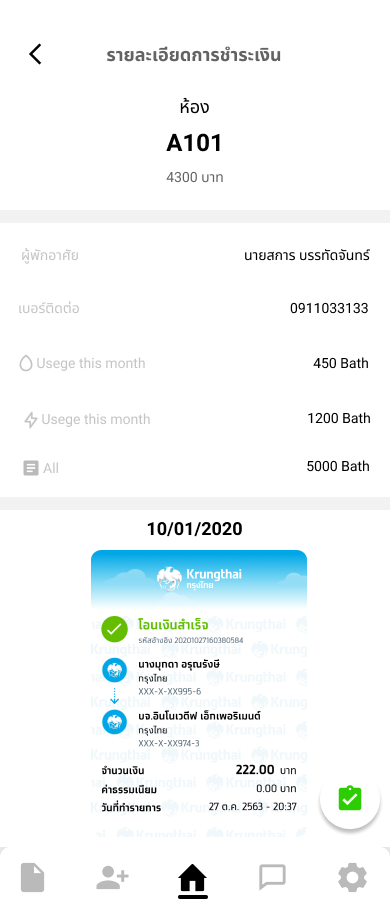 รายละเอียดการชำระเงิน
ห้อง
A101
4300 บาท
ผู้พักอาศัย นายสการ บรรทัดจันทร์
เบอร์ติดต่อ 0911033133
Usege this month 450 Bath
Usege this month 1200 Bath
All 5000 Bath
10/01/2020
Krungthai
กรุงไทย
โอนเงินสำเร็จ
รหัสอ้างอิง 20201027160380584
นางมุกดา อรุณรังษี
กรุงไทย
XXX-X-XX995-6
บจ.อินโนเวตีฟ เอ็กเพอริเมนต์
กรุงไทย
XXX-X-XX974-3
จำนวนเงิน 222.00 บาท
ค่าธรรมเนียม 0.00 บาท
วันที่ทำรายการ 27 ต.ค. 2563 - 20:37